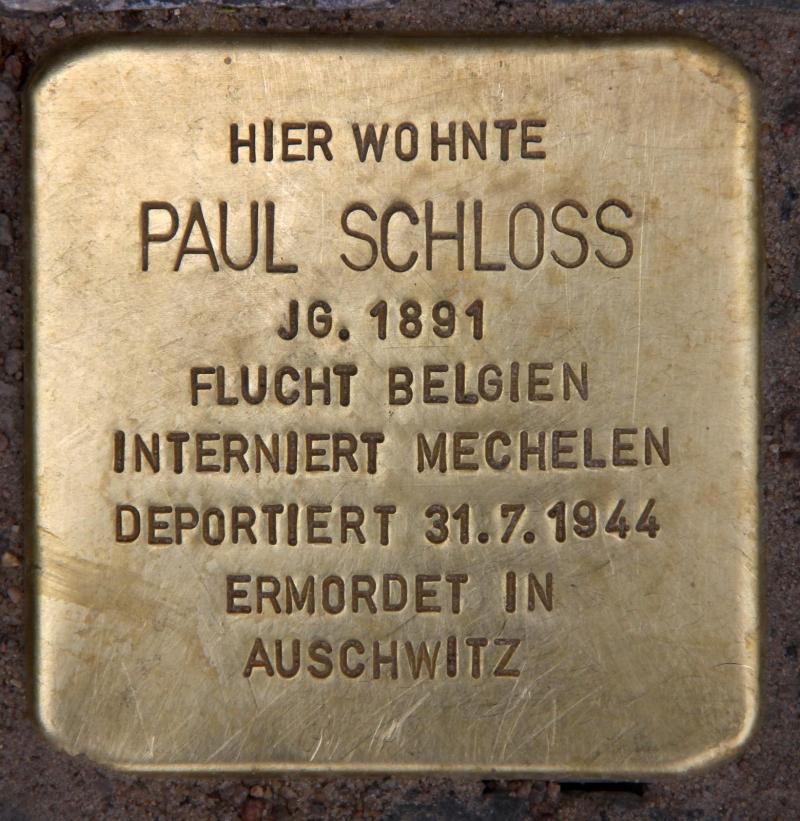 HIER WOHNTE
PAUL SCHLOSS
JG. 1891
FLUCHT BELGIEN
INTERNIERT MECHELEN
DEPORTIERT 31.7.1944
ERMORDET IN
AUSCHWITZ